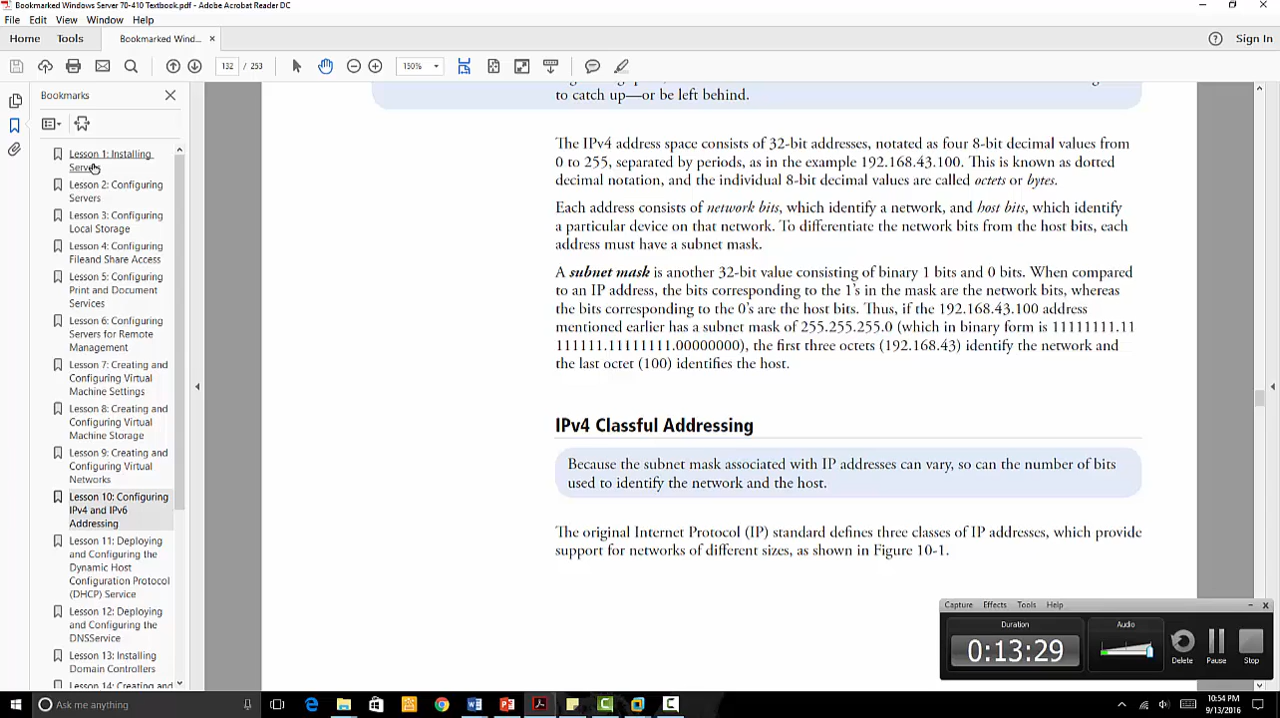 Bookmarked Windows Server 70-410 Textbook.pdf - Adobe Acrobat Reader DC
File Edit View Window Help
Home Tools Bookmarked Wind... Sign In
132 / 253 150%
Bookmarks
Lesson 1: Installing
Servers
Lesson 2: Configuring
Servers
Lesson 3: Configuring
Local Storage
Lesson 4: Configuring
Fileand Share Access
Lesson 5: Configuring
Print and Document
Services
Lesson 6: Configuring
Servers for Remote
Management
Lesson 7: Creating and
Configuring Virtual
Machine Settings
Lesson 8: Creating and
Configuring Virtual
Machine Storage
Lesson 9: Creating and
Configuring Virtual
Networks
Lesson 10: Configuring
IPv4 and IPv6
Addressing
Lesson 11: Deploying
and Configuring the
Dynamic Host
Configuration Protocol
(DHCP) Service
Lesson 12: Deploying
and Configuring the
DNSService
Lesson 13: Installing
Domain Controllers
Lesson 14: Creating and
to catch up—or be left behind.
The IPv4 address space consists of 32-bit addresses, notated as four 8-bit decimal values from
0 to 255, separated by periods, as in the example 192.168.43.100. This is known as dotted
decimal notation, and the individual 8-bit decimal values are called octets or bytes.
Each address consists of network bits, which identify a network, and host bits, which identify
a particular device on that network. To differentiate the network bits from the host bits, each
address must have a subnet mask.
A subnet mask is another 32-bit value consisting of binary 1 bits and 0 bits. When compared
to an IP address, the bits corresponding to the 1's in the mask are the network bits, whereas
the bits corresponding to the 0's are the host bits. Thus, if the 192.168.43.100 address
mentioned earlier has a subnet mask of 255.255.255.0 (which in binary form is 11111111.11
111111.11111111.00000000), the first three octets (192.168.43) identify the network and
the last octet (100) identifies the host.
IPv4 Classful Addressing
Because the subnet mask associated with IP addresses can vary, so can the number of bits
used to identify the network and the host.
The original Internet Protocol (IP) standard defines three classes of IP addresses, which provide
support for networks of different sizes, as shown in Figure 10-1.
Capture Effects Tools Help
Duration Audio
0:13:29
Delete Pause Stop
Ask me anything
10:54 PM
9/13/2016